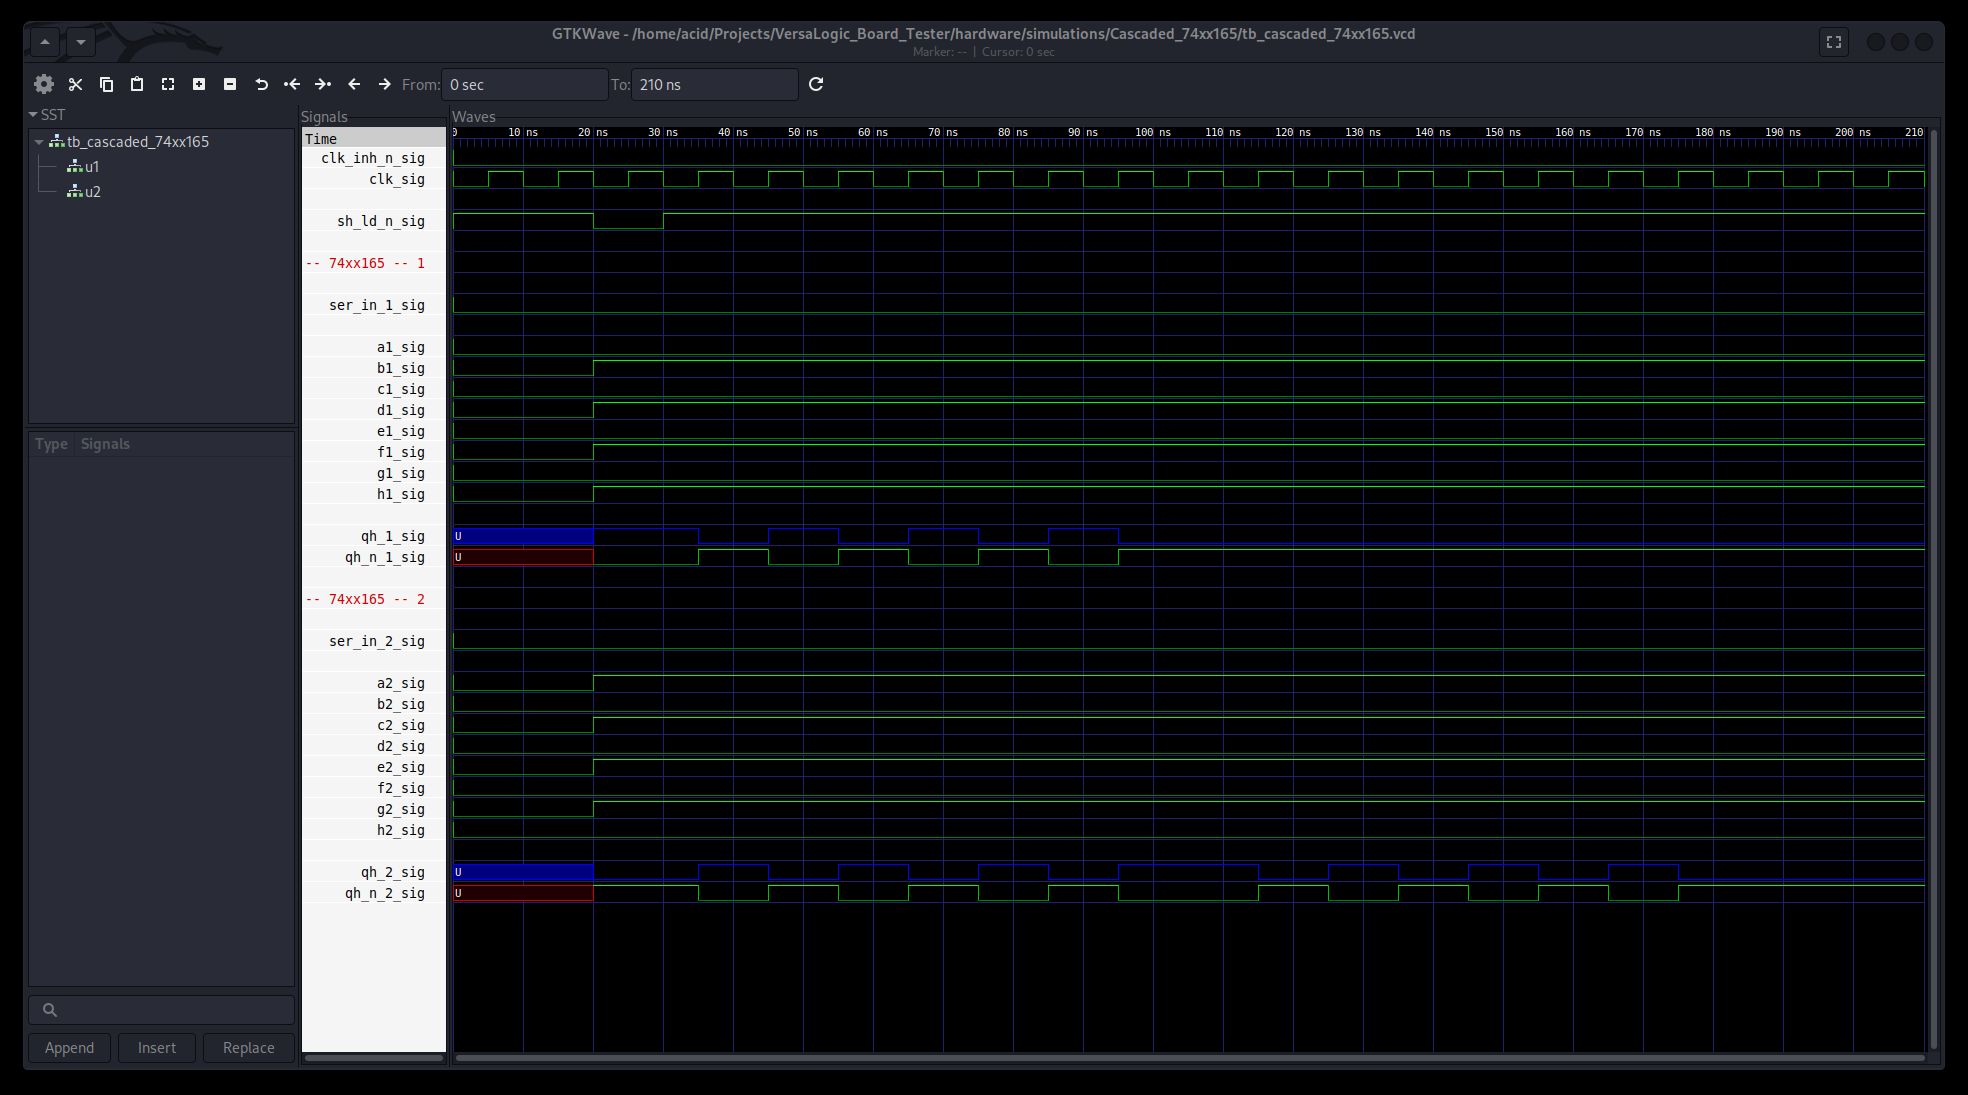 GTKWave - /home/acid/Projects/VersaLogic_Board_Tester/hardware/simulations/Cascaded_74xx165/tb_cascaded_74xx165.vcd
Marker: -- | Cursor: 0 sec
From: 0 sec To: 210 ns
SST
tb_cascaded_74xx165
u1
u2
Type Signals
Append Insert Replace
Signals
Time
clk_inh_n_sig
clk_sig
sh_ld_n_sig
-- 74xx165 -- 1
ser_in_1_sig
a1_sig
b1_sig
c1_sig
d1_sig
e1_sig
f1_sig
g1_sig
h1_sig
qh_1_sig
qh_n_1_sig
-- 74xx165 -- 2
ser_in_2_sig
a2_sig
b2_sig
c2_sig
d2_sig
e2_sig
f2_sig
g2_sig
h2_sig
qh_2_sig
qh_n_2_sig
Waves
0 10 ns 20 ns 30 ns 40 ns 50 ns 60 ns 70 ns 80 ns 90 ns 100 ns 110 ns 120 ns 130 ns 140 ns 150 ns 160 ns 170 ns 180 ns 190 ns 200 ns 210
U
U
U
U